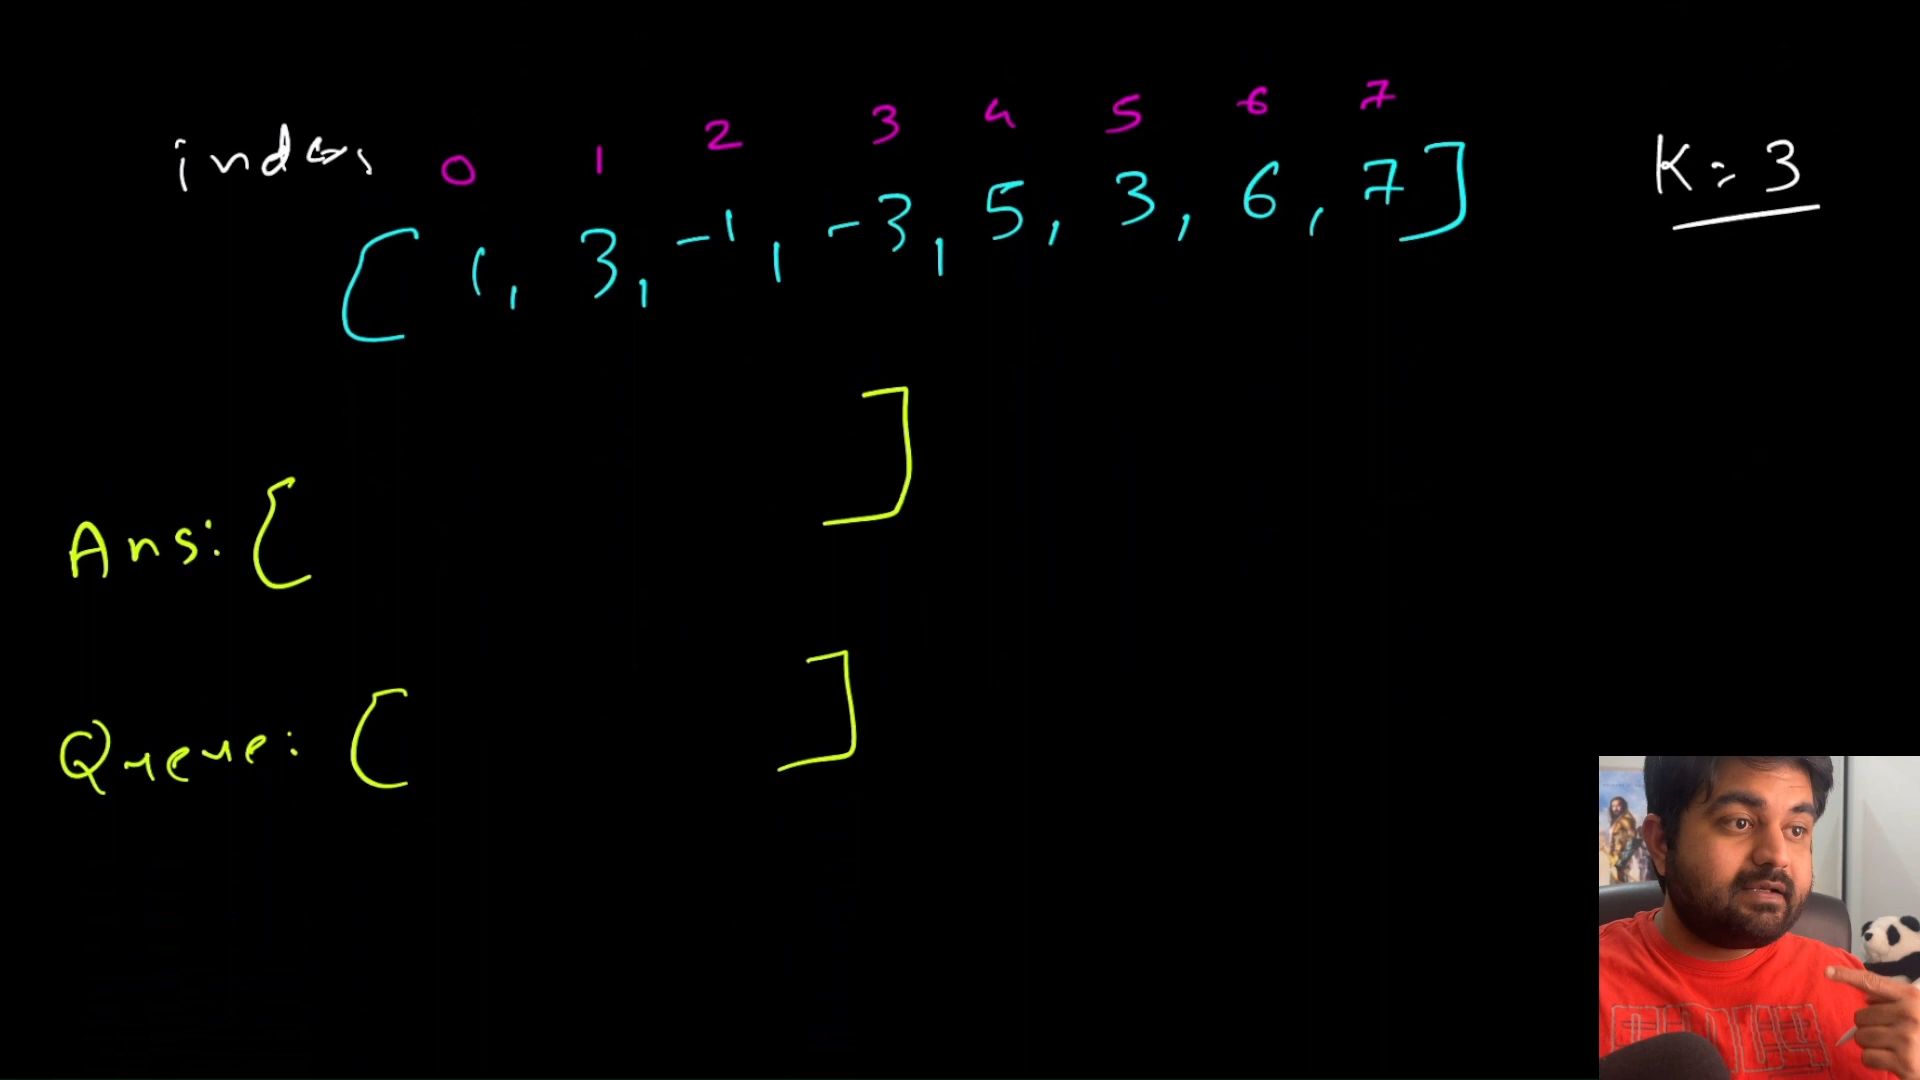 index 0 1 2 3 4 5 6 7
[1, 3, -1, -3, 5, 3, 6, 7]
K = 3
Ans: [ ]
Queue: [ ]